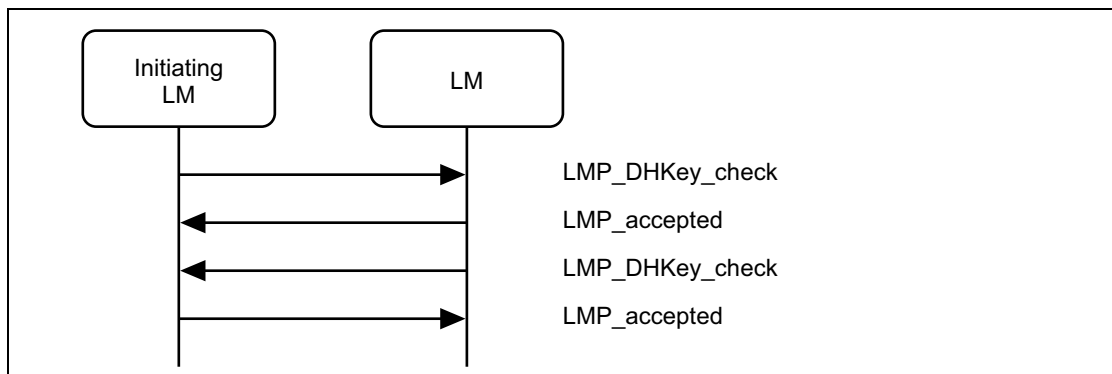 Initiating
LM
LM
LMP_DHKey_check
LMP_accepted
LMP_DHKey_check
LMP_accepted